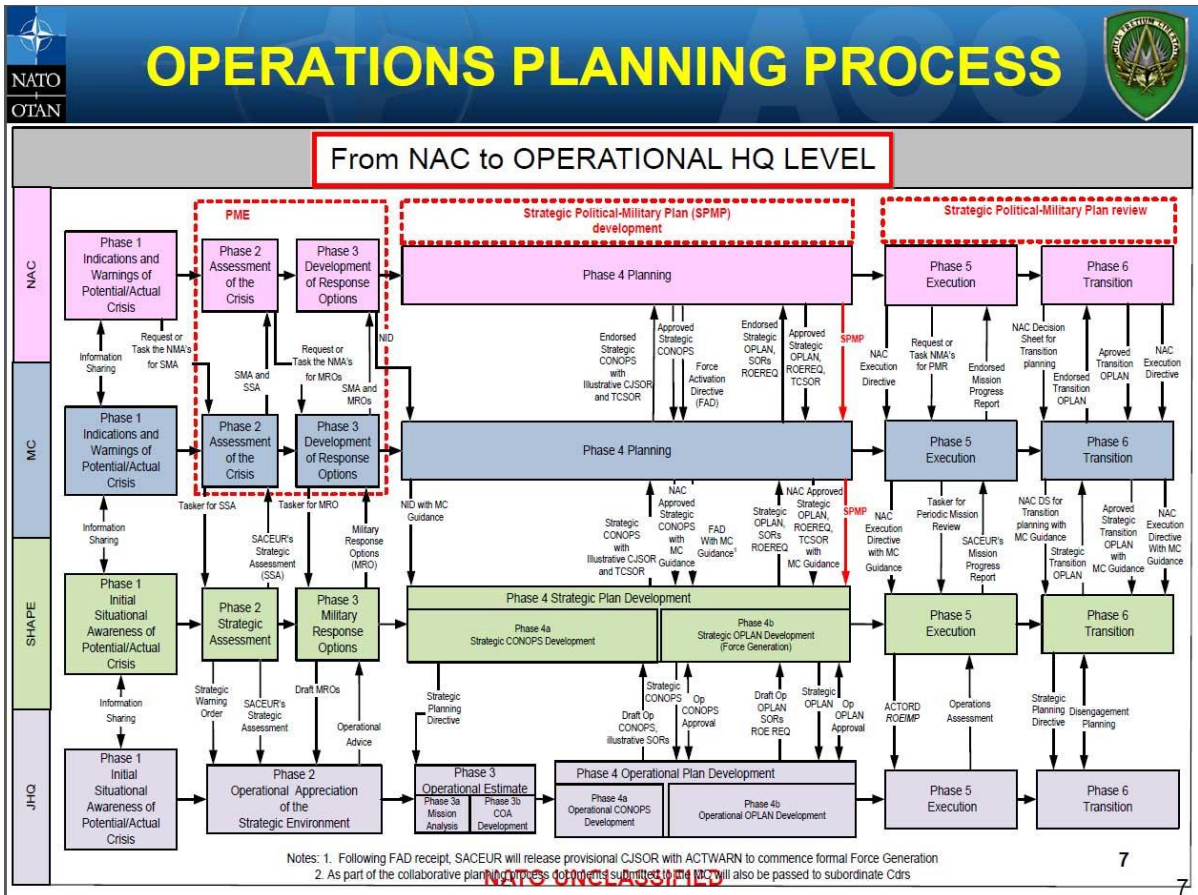 NATO
OTAN
OPERATIONS PLANNING PROCESS
From NAC to OPERATIONAL HQ LEVEL
NAC
PME
Strategic Political-Military Plan (SPMP)
development
Strategic Political-Military Plan review
Phase 1
Indications and
Warnings of
Potential/Actual
Crisis
Phase 2
Assessment
of the
Crisis
Phase 3
Development
of Response
Options
Phase 4 Planning
Phase 5
Execution
Phase 6
Transition
Information
Sharing
Request or
Task the NMA's
for SMA
SMA and
SSA
Request or
Task the NMA's
for MROs
SMA and
MROs
NID
Endorsed
Strategic
CONOPS
with
Illustrative CJSOR
and TCSOR
Approved
Strategic
CONOPS
Force
Activation
Directive
(FAD)
Endorsed
Strategic
OPLAN,
SORs
ROEREQ
Approved
Strategic
OPLAN,
ROEREQ,
TCSOR
SPMP
NAC
Execution
Directive
Request or
Task NMA's
for PMR
Endorsed
Mission
Progress
Report
NAC Decision
Sheet for
Transition
planning
Endorsed
Transition
OPLAN
Aproved
Transition
OPLAN
NAC
Execution
Directive
MC
Phase 1
Indications and
Warnings of
Potential/Actual
Crisis
Phase 2
Assessment
of the
Crisis
Phase 3
Development
of Response
Options
Phase 4 Planning
Phase 5
Execution
Phase 6
Transition
Information
Sharing
Tasker for SSA
SACEUR's
Strategic
Assessment
(SSA)
Tasker for MRO
Military
Response
Options
(MRO)
NID with MC
Guidance
Strategic
CONOPS
with
Illustrative CJSOR
and TCSOR
NAC
Approved
Strategic
CONOPS
with
MC
Guidance
FAD
With MC
Guidance¹
Strategic
OPLAN,
SORs
ROEREQ
NAC Approved
Strategic
OPLAN,
ROEREQ,
TCSOR
with
MC Guidance
SPMP
NAC
Execution
Directive
with MC
Guidance
Tasker for
Periodic Mission
Review
SACEUR's
Mission
Progress
Report
NAC DS for
Transition
planning with
MC Guidance
Strategic
Transition
OPLAN
Aproved
Strategic
Transition
OPLAN with
MC Guidance
NAC
Execution
Directive
With MC
Guidance
SHAPE
Phase 1
Initial
Situational
Awareness of
Potential/Actual
Crisis
Phase 2
Strategic
Assessment
Phase 3
Military
Response
Options
Phase 4 Strategic Plan Development
Phase 4a
Strategic CONOPS Development
Phase 4b
Strategic OPLAN Development
(Force Generation)
Phase 5
Execution
Phase 6
Transition
Information
Sharing
Strategic
Warning
Order
SACEUR's
Strategic
Assessment
Draft MROs
Operational
Advice
Strategic
Planning
Directive
Draft Op
CONOPS,
illustrative SORs
Strategic
CONOPS
Op
CONOPS
Approval
Draft Op
OPLAN
SORs
ROE REQ
Strategic
OPLAN
Op
OPLAN
Approval
ACTORD
ROEIMP
Operations
Assessment
Strategic
Planning
Directive
Disengagement
Planning
JHQ
Phase 1
Initial
Situational
Awareness of
Potential/Actual
Crisis
Phase 2
Operational Appreciation
of the
Strategic Environment
Phase 3
Operational Estimate
Phase 3a
Mission
Analysis
Phase 3b
COA
Development
Phase 4 Operational Plan Development
Phase 4a
Operational CONOPS
Development
Phase 4b
Operational OPLAN Development
Phase 5
Execution
Phase 6
Transition
Notes: 1. Following FAD receipt, SACEUR will release provisional CJSOR with ACTWARN to commence formal Force Generation
2. As part of the collaborative planning process documents submitted to the MC will also be passed to subordinate Cdrs
NATO UNCLASSIFIED
7
7